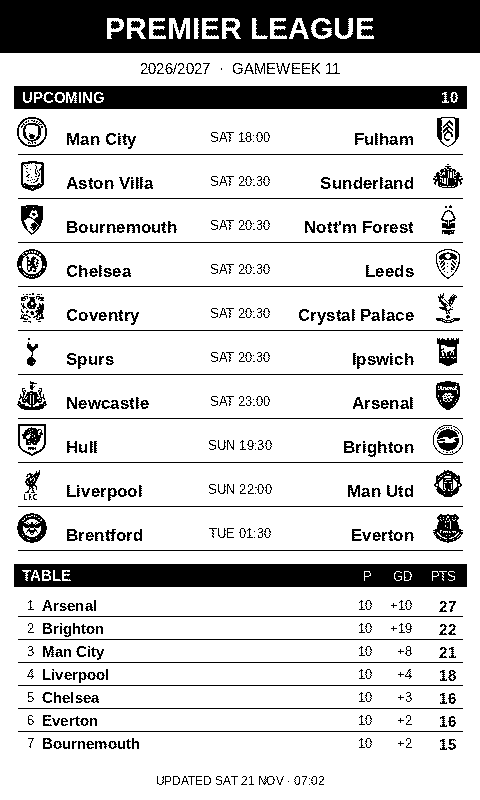 PREMIER LEAGUE
2026/2027 · GAMEWEEK 11
UPCOMING 10
Man City SAT 18:00 Fulham
Aston Villa SAT 20:30 Sunderland
Bournemouth SAT 20:30 Nott'm Forest
Chelsea SAT 20:30 Leeds
Coventry SAT 20:30 Crystal Palace
Spurs SAT 20:30 Ipswich
Newcastle SAT 23:00 Arsenal
Hull SUN 19:30 Brighton
Liverpool SUN 22:00 Man Utd
Brentford TUE 01:30 Everton
TABLE P GD PTS
1 Arsenal 10 +10 27
2 Brighton 10 +19 22
3 Man City 10 +8 21
4 Liverpool 10 +4 18
5 Chelsea 10 +3 16
6 Everton 10 +2 16
7 Bournemouth 10 +2 15
UPDATED SAT 21 NOV · 07:02